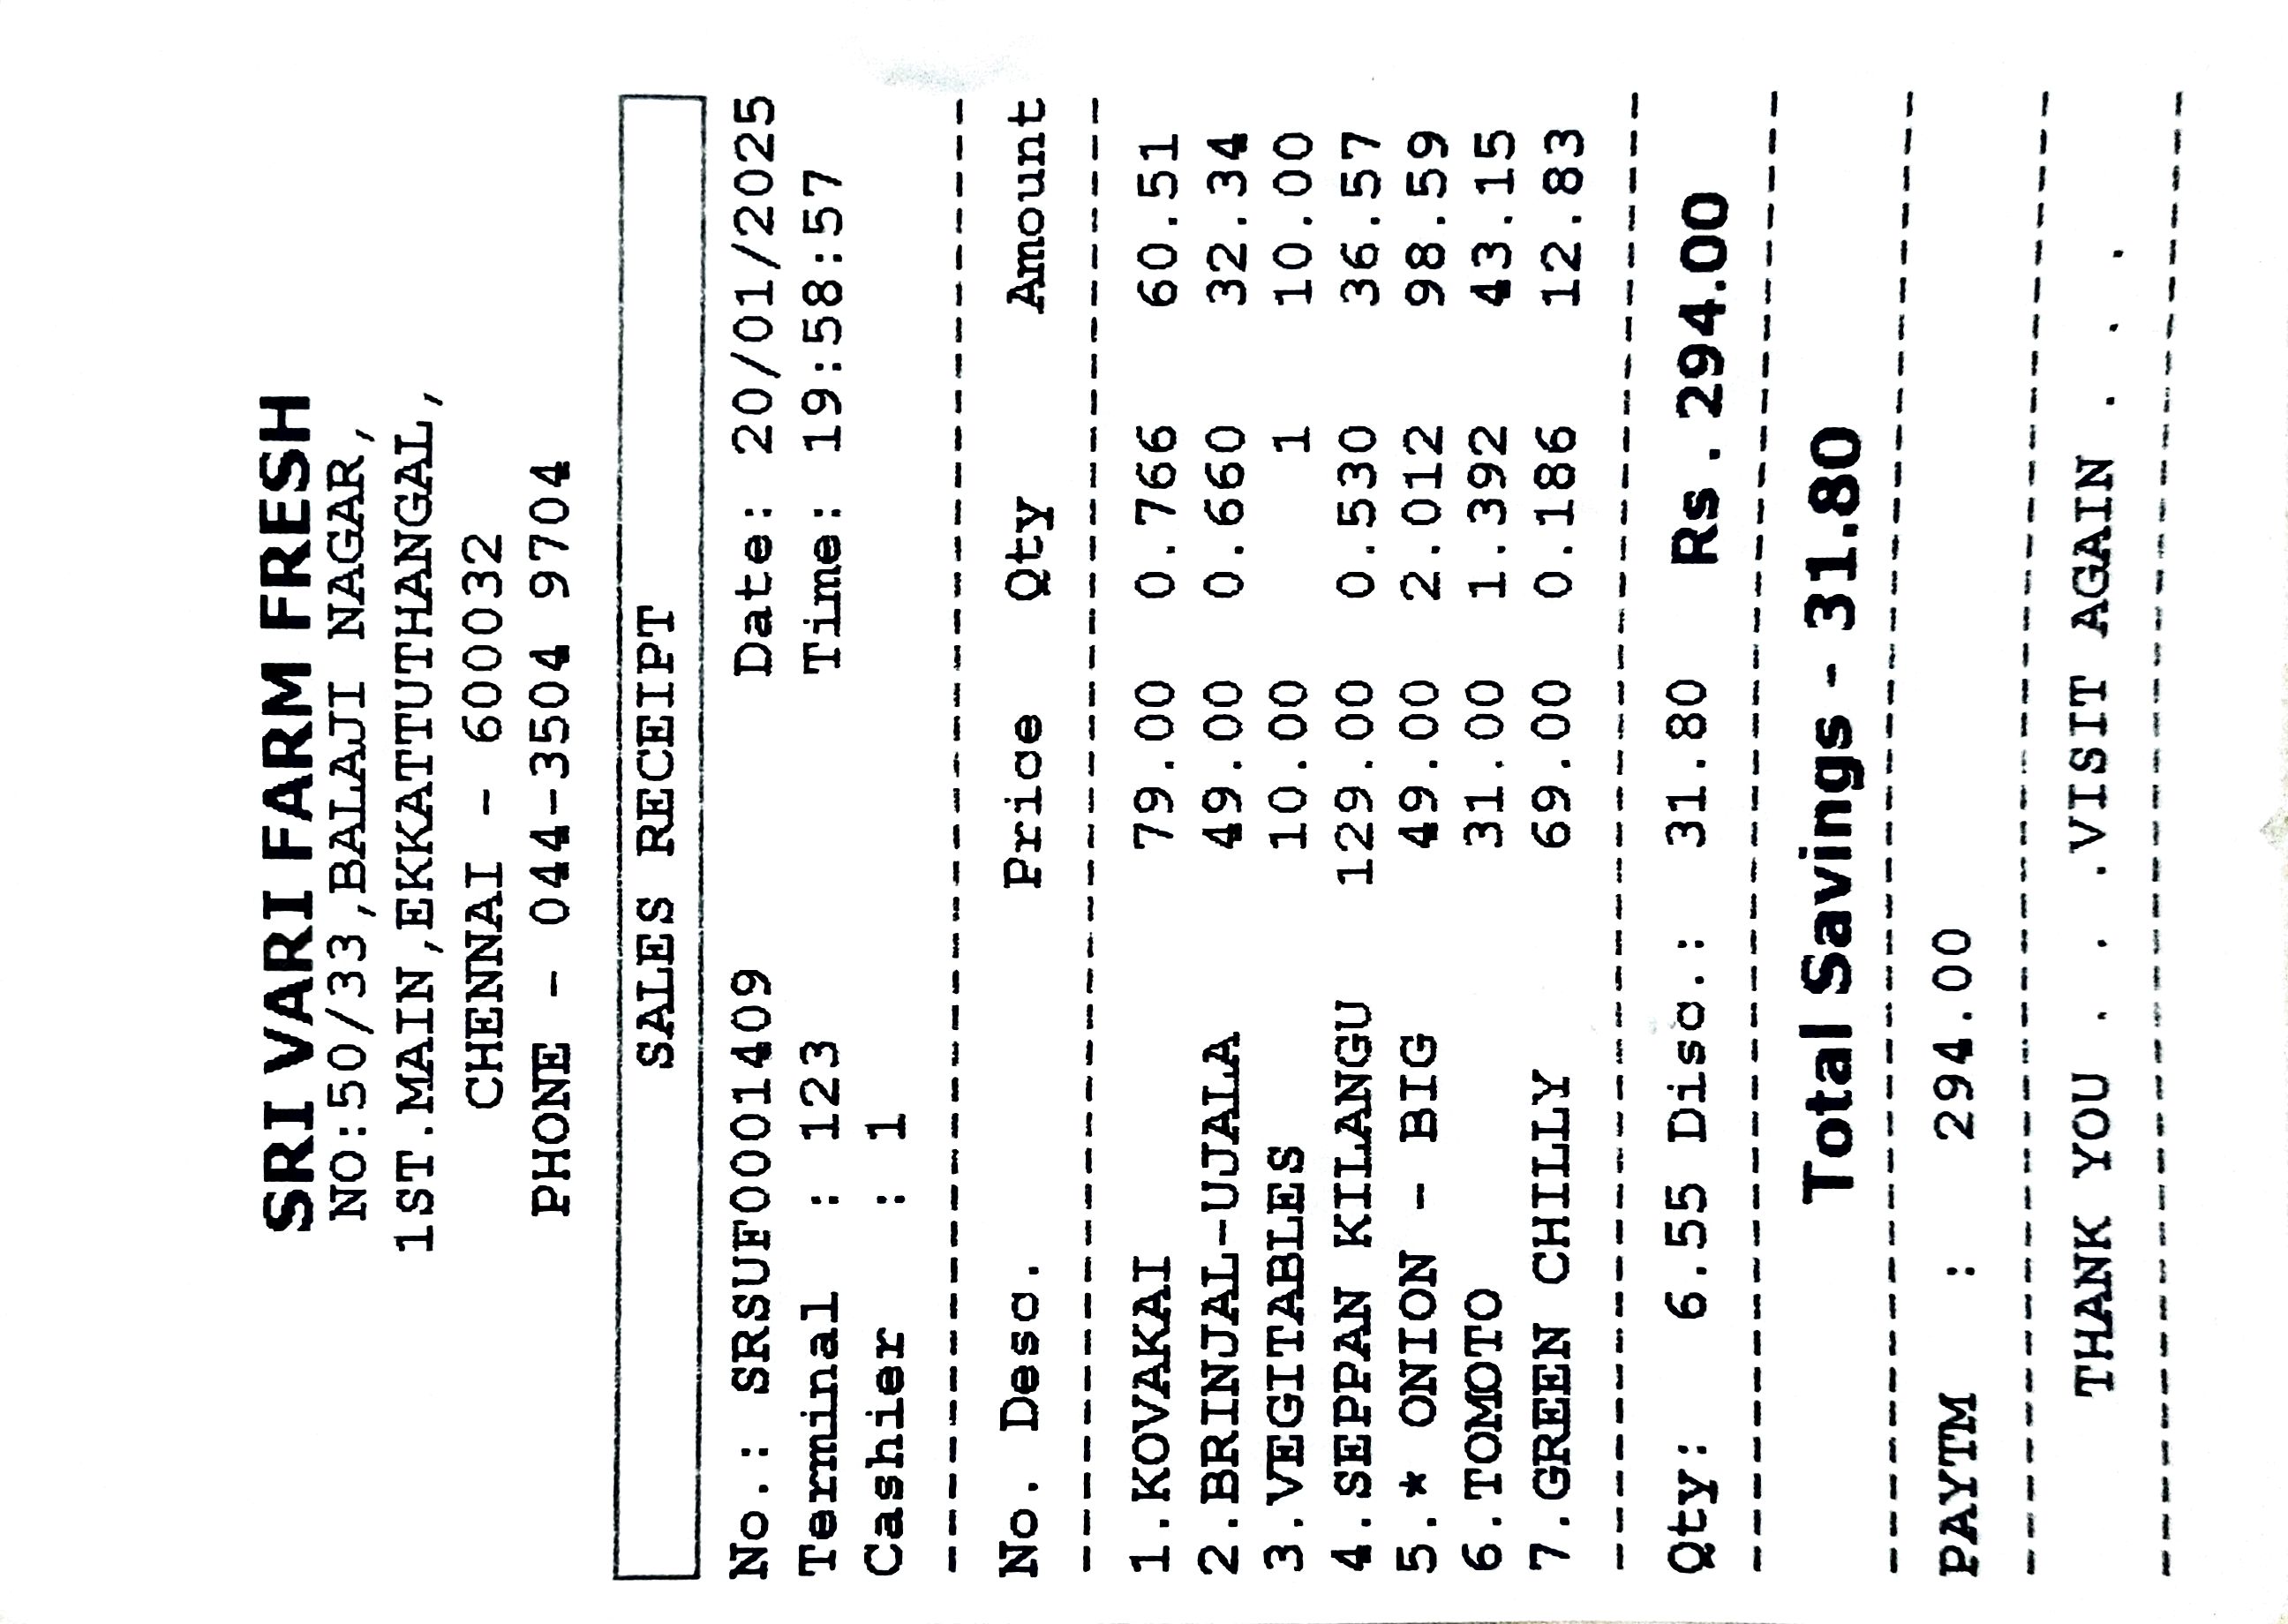 SRI VARI FARM FRESH
NO:50/33,BALAJI NAGAR,
1ST.MAIN,EKKATTUTHANGAL,
CHENNAI - 600032
PHONE - 044-3504 9704
SALES RECEIPT
No.: SRSUF0001409 Date: 20/01/2025
Terminal : 123 Time: 19:58:57
Cashier : 1
No. Desc. Price Qty Amount
1.KOVAKAI 79.00 0.766 60.51
2.BRINJAL-UJALA 49.00 0.660 32.34
3.VEGITABLES 10.00 1 10.00
4.SEPPAN KILANGU 129.00 0.530 36.57
5.* ONION - BIG 49.00 2.012 98.59
6.TOMOTO 31.00 1.392 43.15
7.GREEN CHILLY 69.00 0.186 12.83
Qty: 6.55 Disc.: 31.80 Rs . 294.00
Total Savings - 31.80
PAYTM : 294.00
THANK YOU . . .VISIT AGAIN . . .